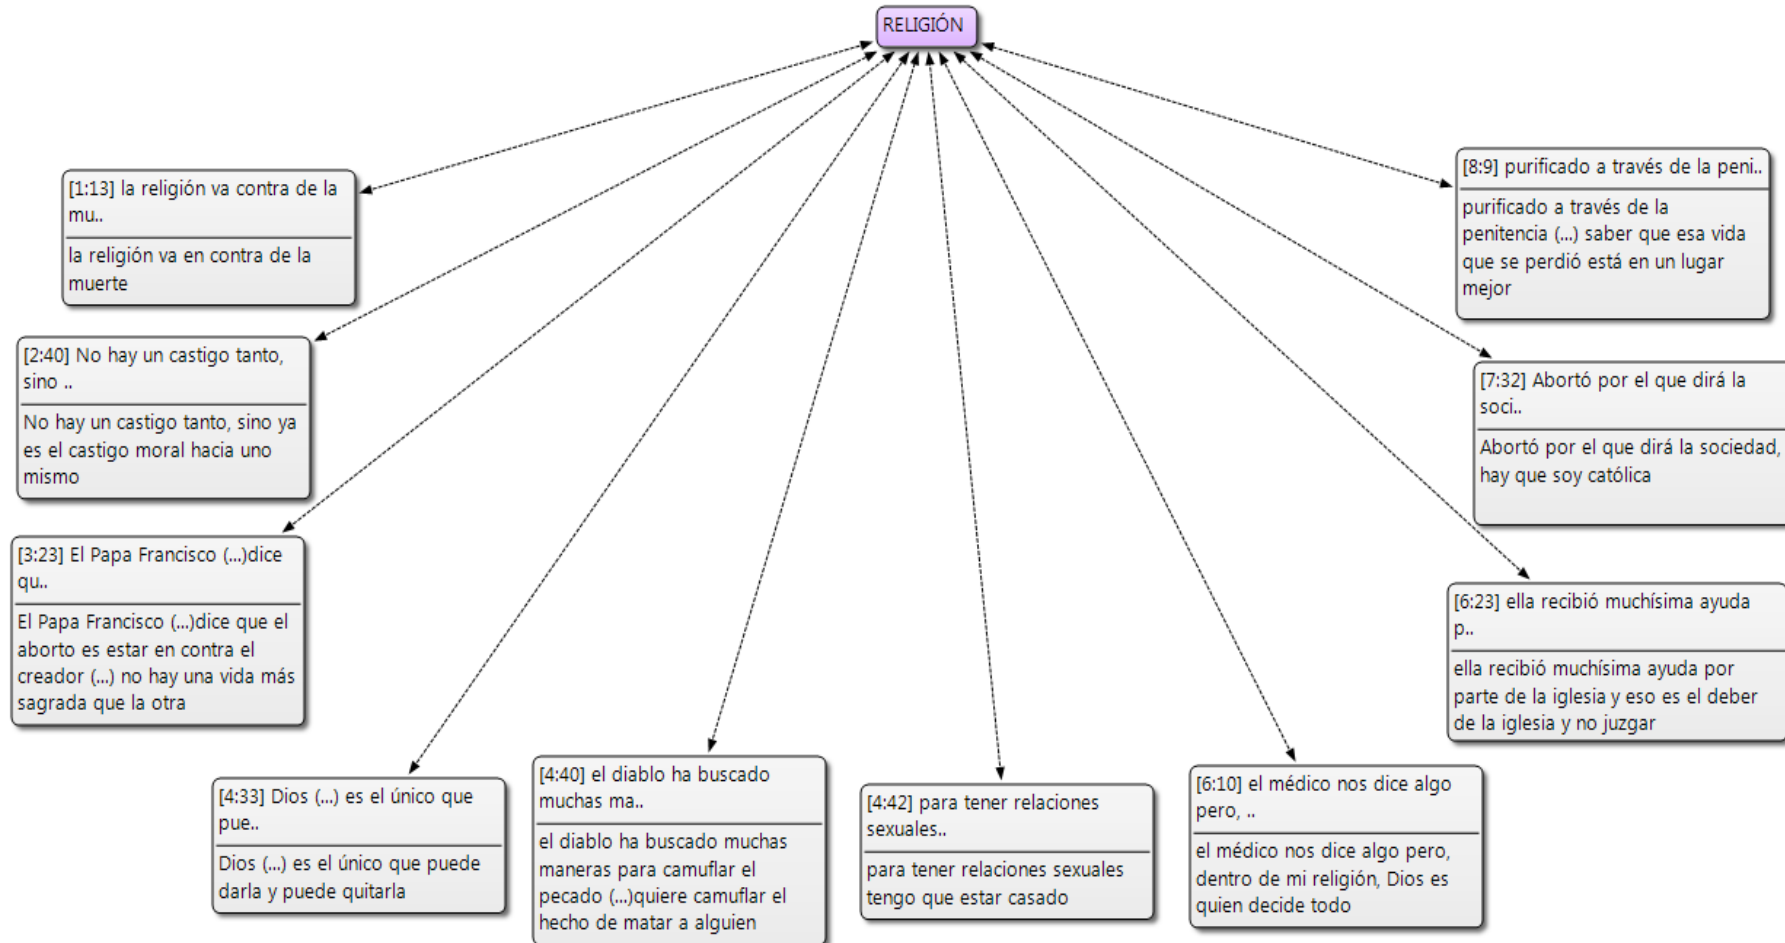 RELIGIÓN
[1:13] la religión va contra de la
mu..
la religión va en contra de la
muerte
[2:40] No hay un castigo tanto,
sino ..
No hay un castigo tanto, sino ya
es el castigo moral hacia uno
mismo
[3:23] El Papa Francisco (...)dice
qu..
El Papa Francisco (...)dice que el
aborto es estar en contra el
creador (...) no hay una vida más
sagrada que la otra
[4:33] Dios (...) es el único que
pue..
Dios (...) es el único que puede
darla y puede quitarla
[4:40] el diablo ha buscado
muchas ma..
el diablo ha buscado muchas
maneras para camuflar el
pecado (...)quiere camuflar el
hecho de matar a alguien
[4:42] para tener relaciones
sexuales..
para tener relaciones sexuales
tengo que estar casado
[6:10] el médico nos dice algo
pero, ..
el médico nos dice algo pero,
dentro de mi religión, Dios es
quien decide todo
[6:23] ella recibió muchísima ayuda
p..
ella recibió muchísima ayuda por
parte de la iglesia y eso es el deber
de la iglesia y no juzgar
[7:32] Abortó por el que dirá la
soci..
Abortó por el que dirá la sociedad,
hay que soy católica
[8:9] purificado a través de la peni..
purificado a través de la
penitencia (...) saber que esa vida
que se perdió está en un lugar
mejor